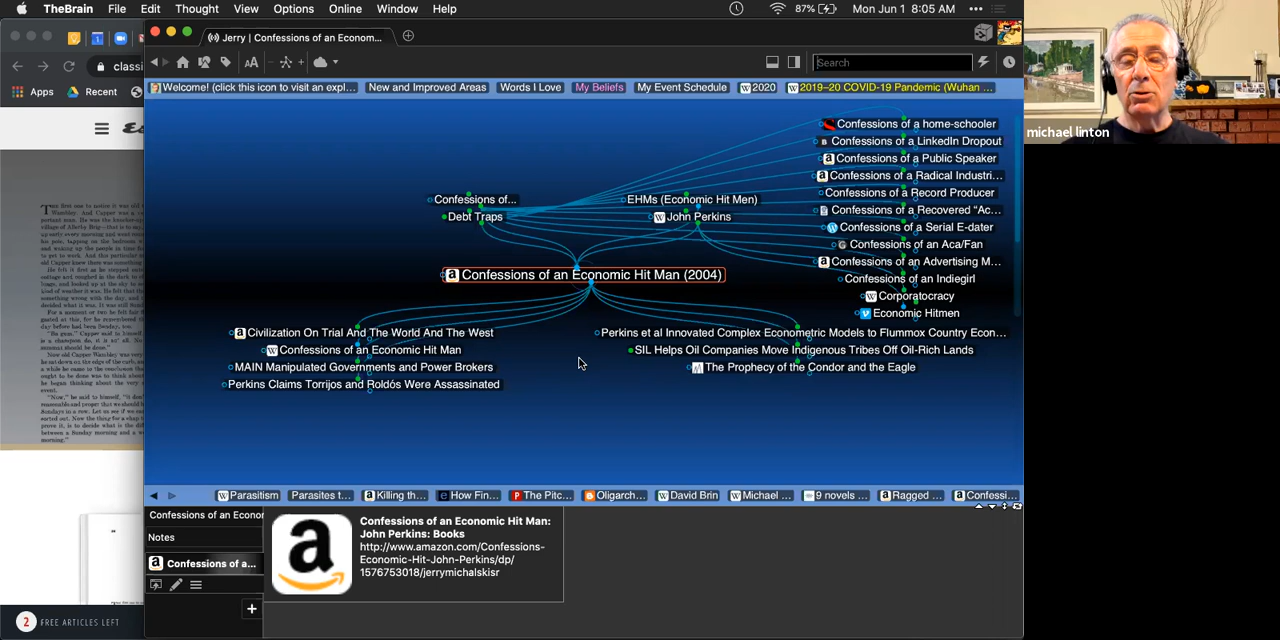 TheBrain File Edit Thought View Options Online Window Help
87% Mon Jun 1 8:05 AM
Jerry | Confessions of an Econom...
classi
Apps Recent
AA
Search
Welcome! (click this icon to visit an expl... New and Improved Areas Words I Love My Beliefs My Event Schedule 2020 2019–20 COVID-19 Pandemic (Wuhan ...
michael linton
Confessions of a home-schooler
Confessions of a LinkedIn Dropout
Confessions of a Public Speaker
Confessions of a Radical Industri...
Confessions of a Record Producer
Confessions of a Recovered "Ac...
Confessions of a Serial E-dater
Confessions of an Aca/Fan
Confessions of an Advertising M...
Confessions of an Indiegirl
Corporatocracy
Economic Hitmen
Confessions of...
Debt Traps
EHMs (Economic Hit Men)
John Perkins
Confessions of an Economic Hit Man (2004)
Civilization On Trial And The World And The West
Confessions of an Economic Hit Man
MAIN Manipulated Governments and Power Brokers
Perkins Claims Torrijos and Roldós Were Assassinated
Perkins et al Innovated Complex Econometric Models to Flummox Country Econ...
SIL Helps Oil Companies Move Indigenous Tribes Off Oil-Rich Lands
The Prophecy of the Condor and the Eagle
Parasitism Parasites t... Killing th... How Fin... The Pitc... Oligarch... David Brin Michael ... 9 novels ... Ragged ... Confessi...
Confessions of an Econor
Notes
Confessions of a...
Confessions of an Economic Hit Man:
John Perkins: Books
http://www.amazon.com/Confessions-
Economic-Hit-John-Perkins/dp/
1576753018/jerrymichalskisr
2 FREE ARTICLES LEFT